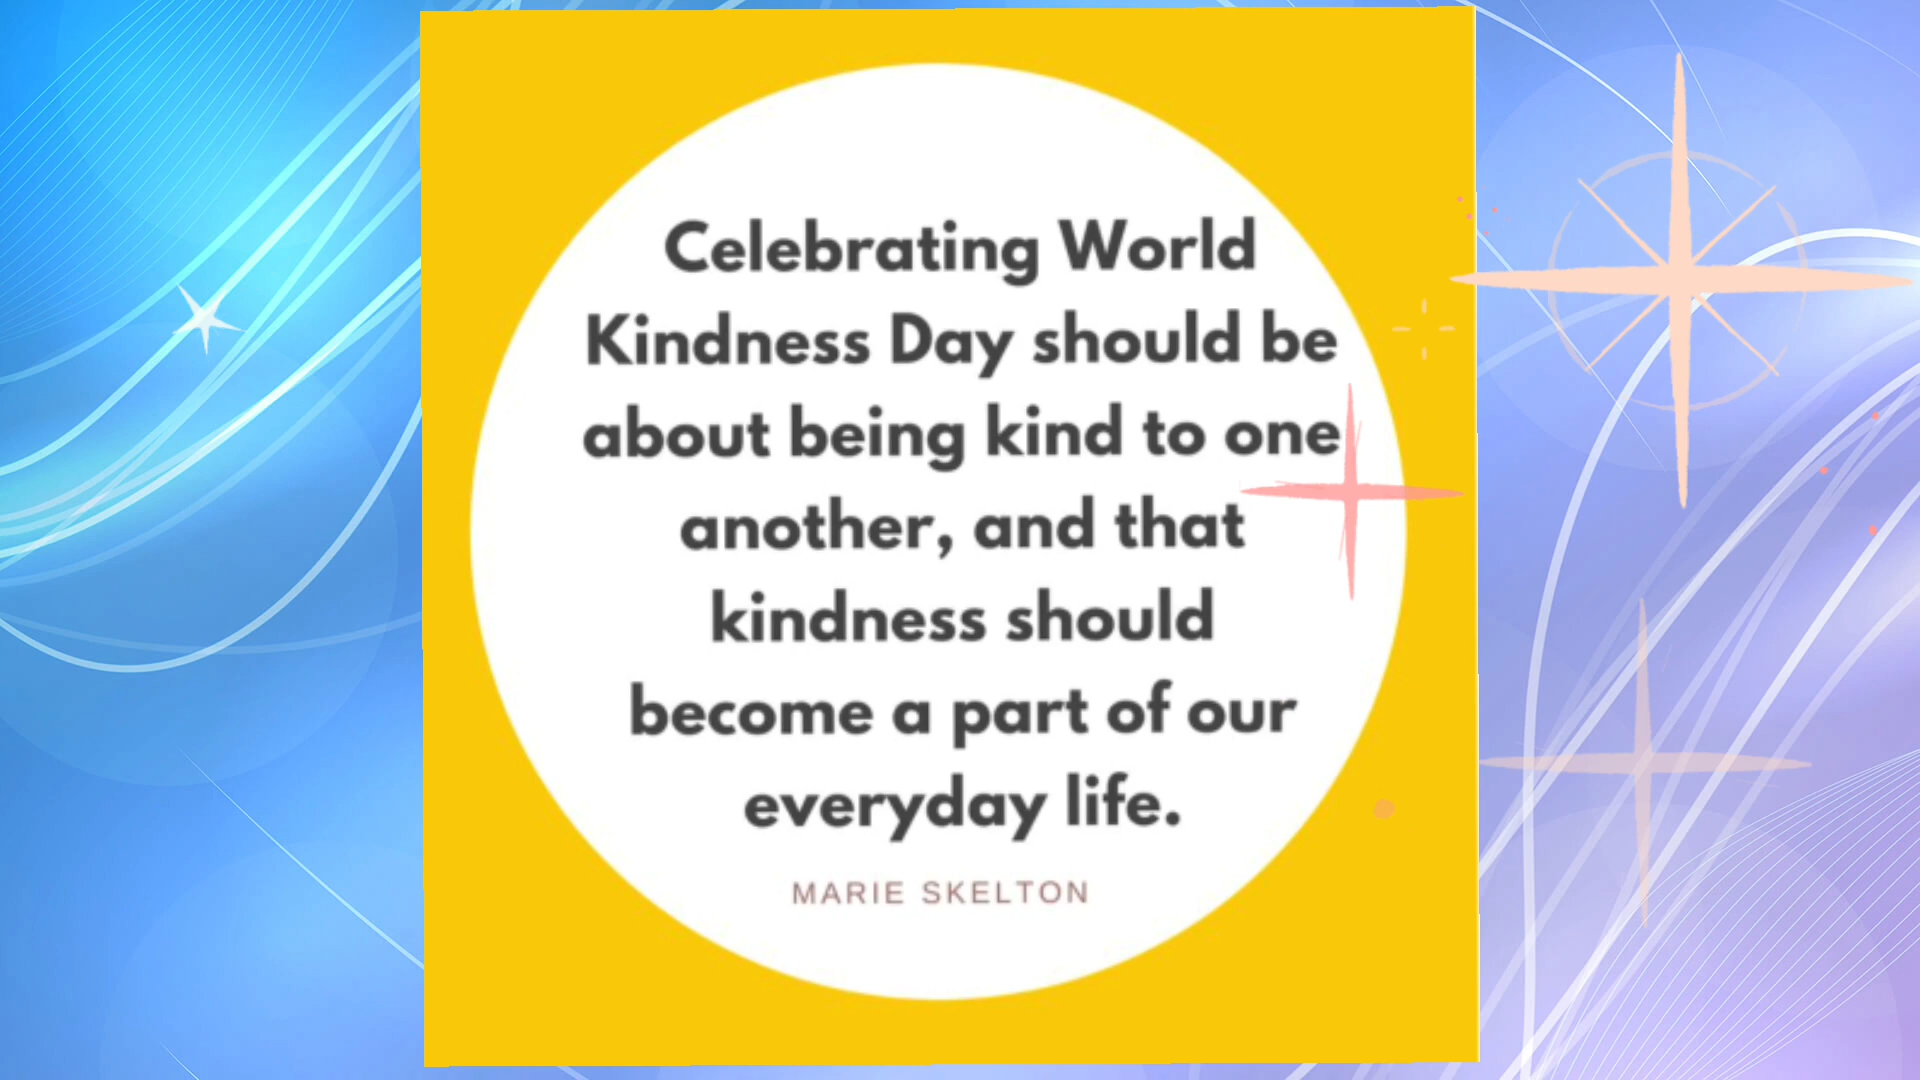 Celebrating World
Kindness Day should be
about being kind to one
another, and that
kindness should
become a part of our
everyday life.
MARIE SKELTON